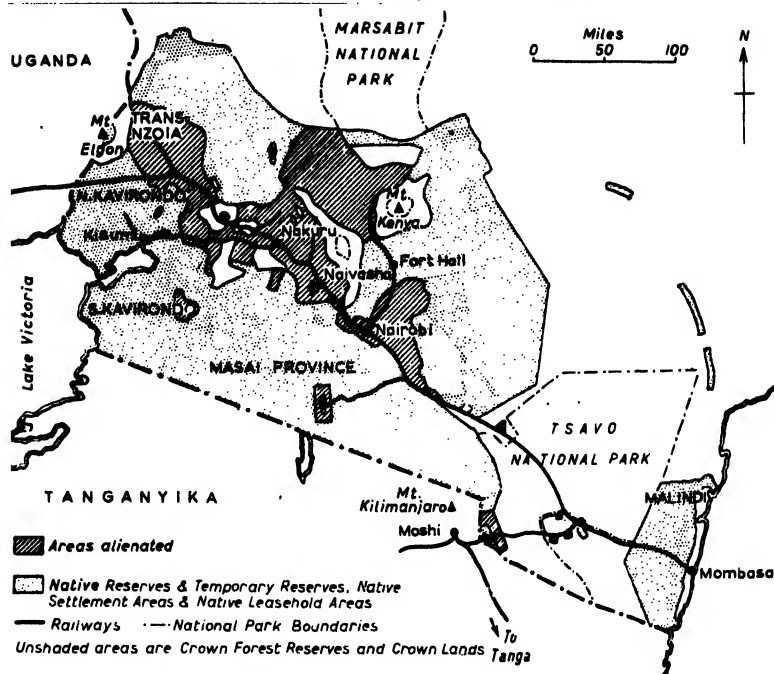 MARSABIT
NATIONAL
PARK
Miles
0 50 100
N
UGANDA
Mt.
Elgon
TRANS
NZOIA
N.KAVIRONDO
Kisumu
Nakuru
Mt.
Kenya
Naivasha
Fort Hall
S.KAVIRONDO
Nairobi
Lake Victoria
MASAI PROVINCE
TSAVO
NATIONAL PARK
TANGANYIKA
Mt.
Kilimanjaro
MALINDI
Moshi
Mombasa
Areas alienated
Native Reserves & Temporary Reserves, Native
Settlement Areas & Native Leasehold Areas
Railways National Park Boundaries
Unshaded areas are Crown Forest Reserves and Crown Lands
To
Tanga